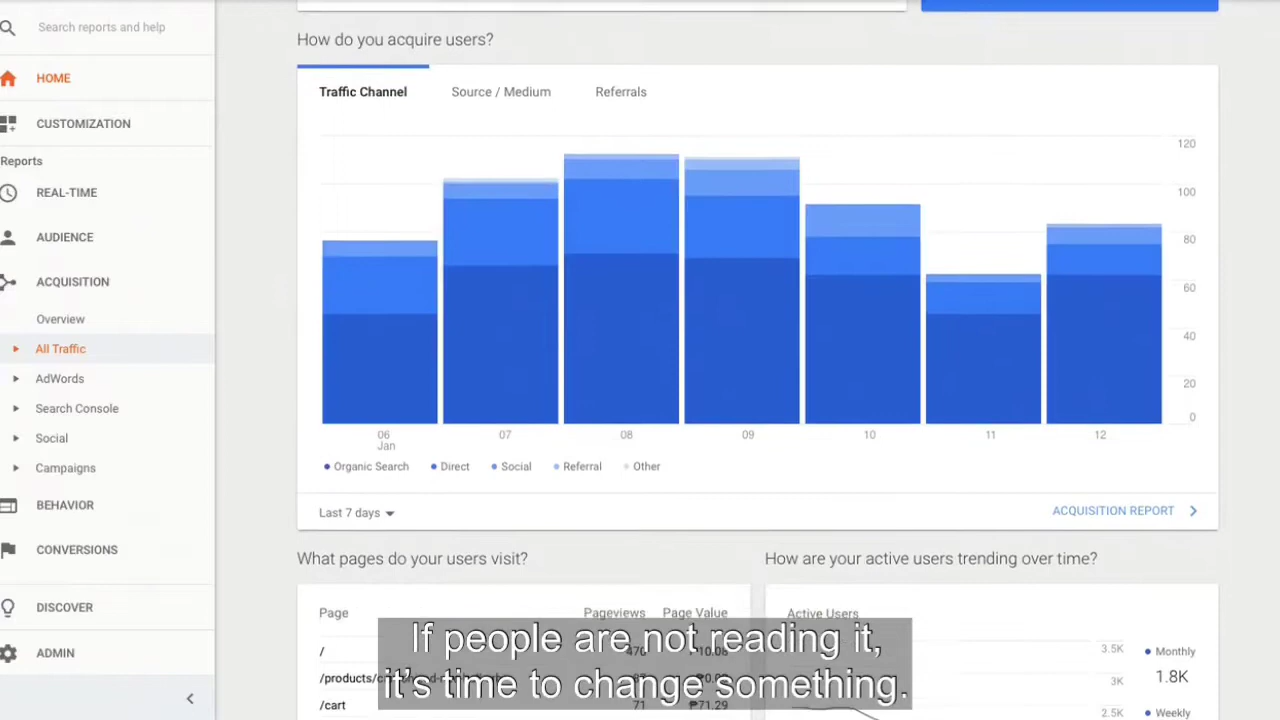 Search reports and help
HOME
CUSTOMIZATION
Reports
REAL-TIME
AUDIENCE
ACQUISITION
Overview
All Traffic
AdWords
Search Console
Social
Campaigns
BEHAVIOR
CONVERSIONS
DISCOVER
ADMIN
How do you acquire users?
Traffic Channel Source / Medium Referrals
120
100
80
60
40
20
0
06 07 08 09 10 11 12
Jan
Organic Search Direct Social Referral Other
Last 7 days ACQUISITION REPORT
What pages do your users visit?
Page Pageviews Page Value
/
/cart 71 ₱71.29
How are your active users trending over time?
Active Users
3.5K
3K
2.5K
Monthly
1.8K
Weekly
If people are not reading it,
it's time to change something.